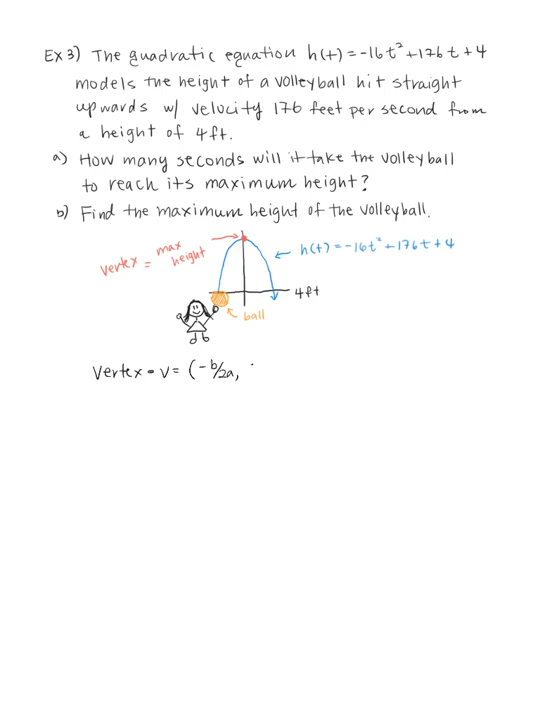 Ex 3) The quadratic equation h(t) = -16t² + 176t + 4
models the height of a volleyball hit straight
upwards w/ velocity 176 feet per second from
a height of 4ft.
a) How many seconds will it take the volleyball
to reach its maximum height?
b) Find the maximum height of the volleyball.
vertex = max height
h(t) = -16t² + 176t + 4
4ft
ball
Vertex = V = (-b/2a,